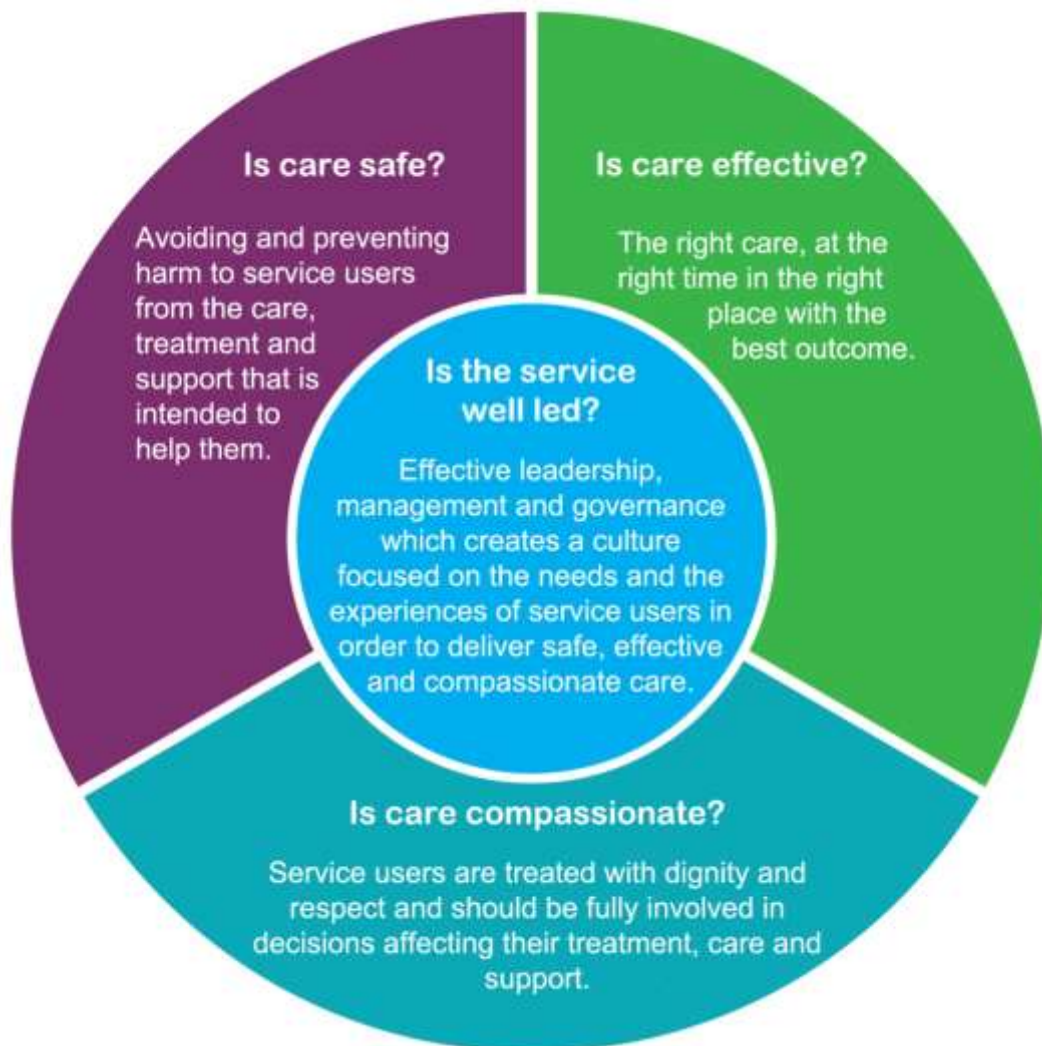 Is care safe?
Avoiding and preventing
harm to service users
from the care,
treatment and
support that is
intended to
help them.
Is care effective?
The right care, at the
right time in the right
place with the
best outcome.
Is the service
well led?
Effective leadership,
management and governance
which creates a culture
focused on the needs and the
experiences of service users in
order to deliver safe, effective
and compassionate care.
Is care compassionate?
Service users are treated with dignity and
respect and should be fully involved in
decisions affecting their treatment, care and
support.